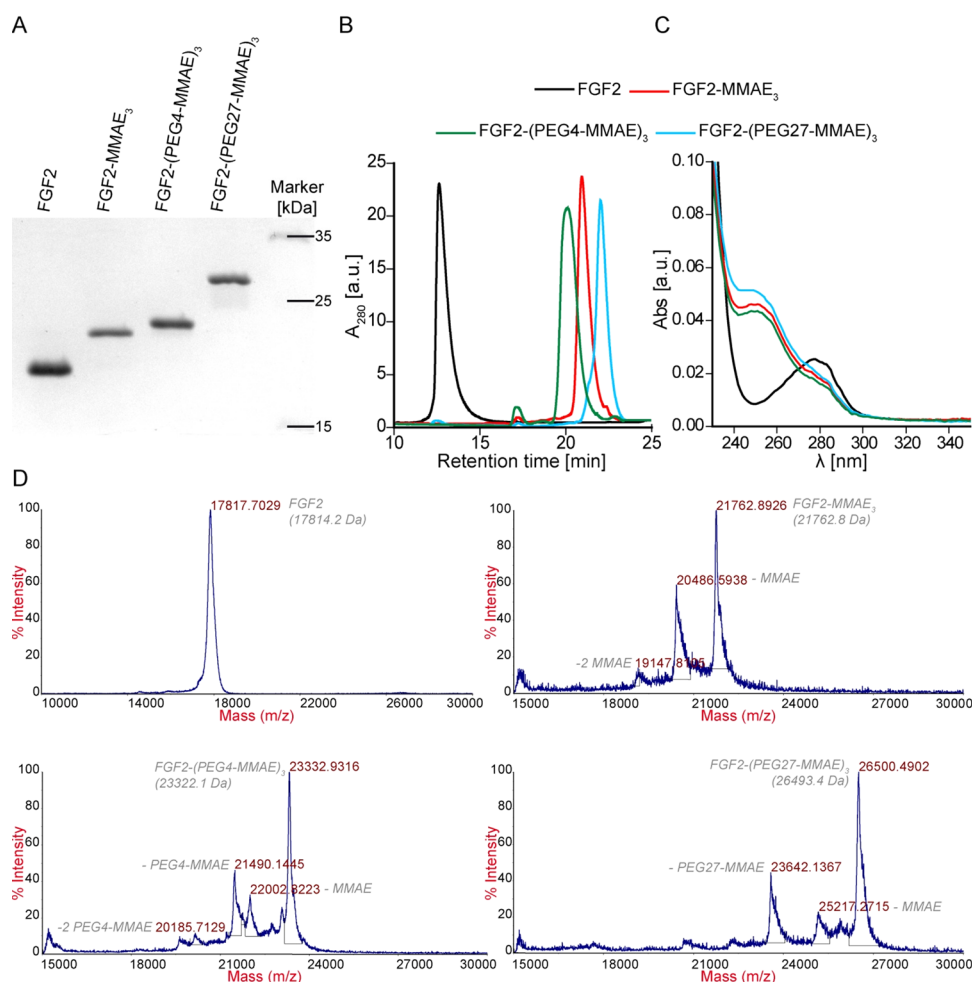 A
B
C
FGF2
FGF2-MMAE3
FGF2-(PEG4-MMAE)3
FGF2-(PEG27-MMAE)3
Marker
[kDa]
35
25
15
FGF2 FGF2-MMAE3
FGF2-(PEG4-MMAE)3 FGF2-(PEG27-MMAE)3
25
20
15
10
5
0
A280 [a.u.]
10 15 20 25
Retention time [min]
0.10
0.08
0.06
0.04
0.02
0.00
Abs [a.u.]
240 260 280 300 320 340
λ [nm]
D
100
80
60
40
20
0
% Intensity
17817.7029
FGF2
(17814.2 Da)
10000 14000 18000 22000 26000 30000
Mass (m/z)
100
80
60
40
20
0
% Intensity
21762.8926
FGF2-MMAE3
(21762.8 Da)
20486.5938 - MMAE
-2 MMAE
15000 18000 21000 24000 27000 30000
Mass (m/z)
100
80
60
40
20
0
% Intensity
FGF2-(PEG4-MMAE)3
(23322.1 Da)
23332.9316
- PEG4-MMAE 21490.1445
- MMAE
-2 PEG4-MMAE 20185.7129
15000 18000 21000 24000 27000 30000
Mass (m/z)
100
80
60
40
20
0
% Intensity
FGF2-(PEG27-MMAE)3
(26493.4 Da)
26500.4902
- PEG27-MMAE 23642.1367
25217.2715 - MMAE
15000 18000 21000 24000 27000 30000
Mass (m/z)